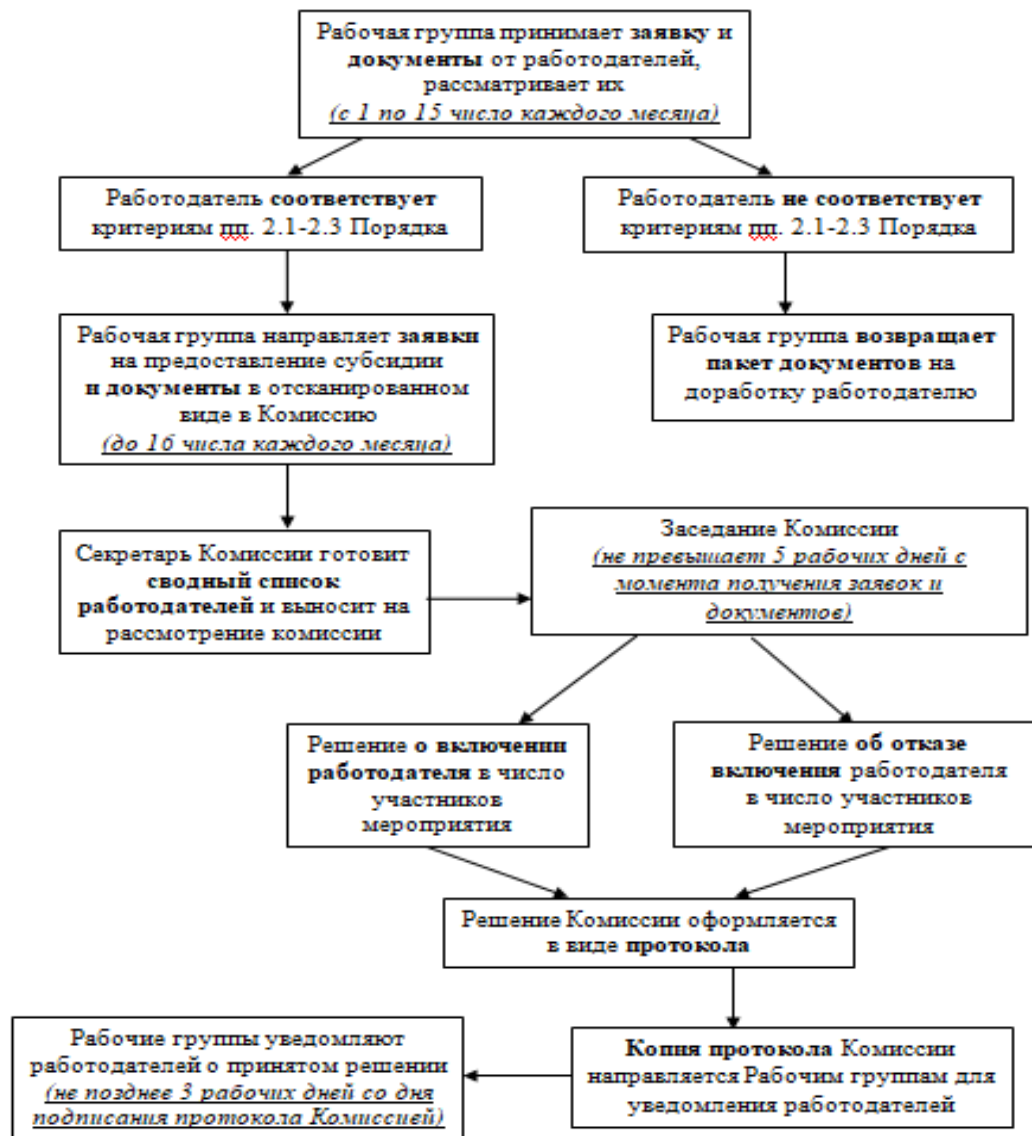 Рабочая группа принимает заявку и
документы от работодателей,
рассматривает их
(с 1 по 15 число каждого месяца)
Работодатель соответствует
критериям пп. 2.1-2.3 Порядка
Работодатель не соответствует
критериям пп. 2.1-2.3 Порядка
Рабочая группа направляет заявки
на предоставление субсидии
и документы в отсканированном
виде в Комиссию
(до 16 числа каждого месяца)
Рабочая группа возвращает
пакет документов на
доработку работодателю
Секретарь Комиссии готовит
сводный список
работодателей и выносит на
рассмотрение комиссии
Заседание Комиссии
(не превышает 5 рабочих дней с
момента получения заявок и
документов)
Решение о включении
работодателя в число
участников
мероприятия
Решение об отказе
включения работодателя
в число участников
мероприятия
Решение Комиссии оформляется
в виде протокола
Копия протокола Комиссии
направляется Рабочим группам для
уведомления работодателей
Рабочие группы уведомляют
работодателей о принятом решении
(не позднее 3 рабочих дней со дня
подписания протокола Комиссией)